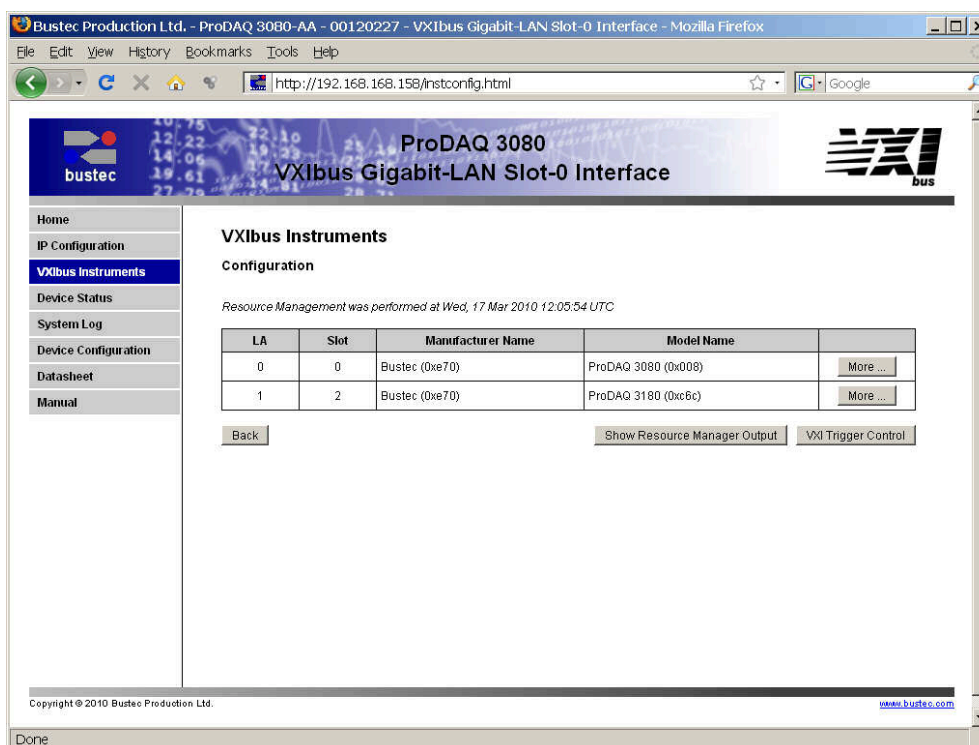 Bustec Production Ltd. - ProDAQ 3080-AA - 00120227 - VXIbus Gigabit-LAN Slot-0 Interface - Mozilla Firefox
File Edit View History Bookmarks Tools Help
http://192.168.168.158/instconfig.html
G Google
bustec
ProDAQ 3080
VXIbus Gigabit-LAN Slot-0 Interface
VXI bus
Home
IP Configuration
VXIbus Instruments
Device Status
System Log
Device Configuration
Datasheet
Manual
VXIbus Instruments
Configuration
Resource Management was performed at Wed, 17 Mar 2010 12:05:54 UTC
LA Slot Manufacturer Name Model Name
0 0 Bustec (0xe70) ProDAQ 3080 (0x008) More ...
1 2 Bustec (0xe70) ProDAQ 3180 (0xc6c) More ...
Back Show Resource Manager Output VXI Trigger Control
Copyright © 2010 Bustec Production Ltd. www.bustec.com
Done